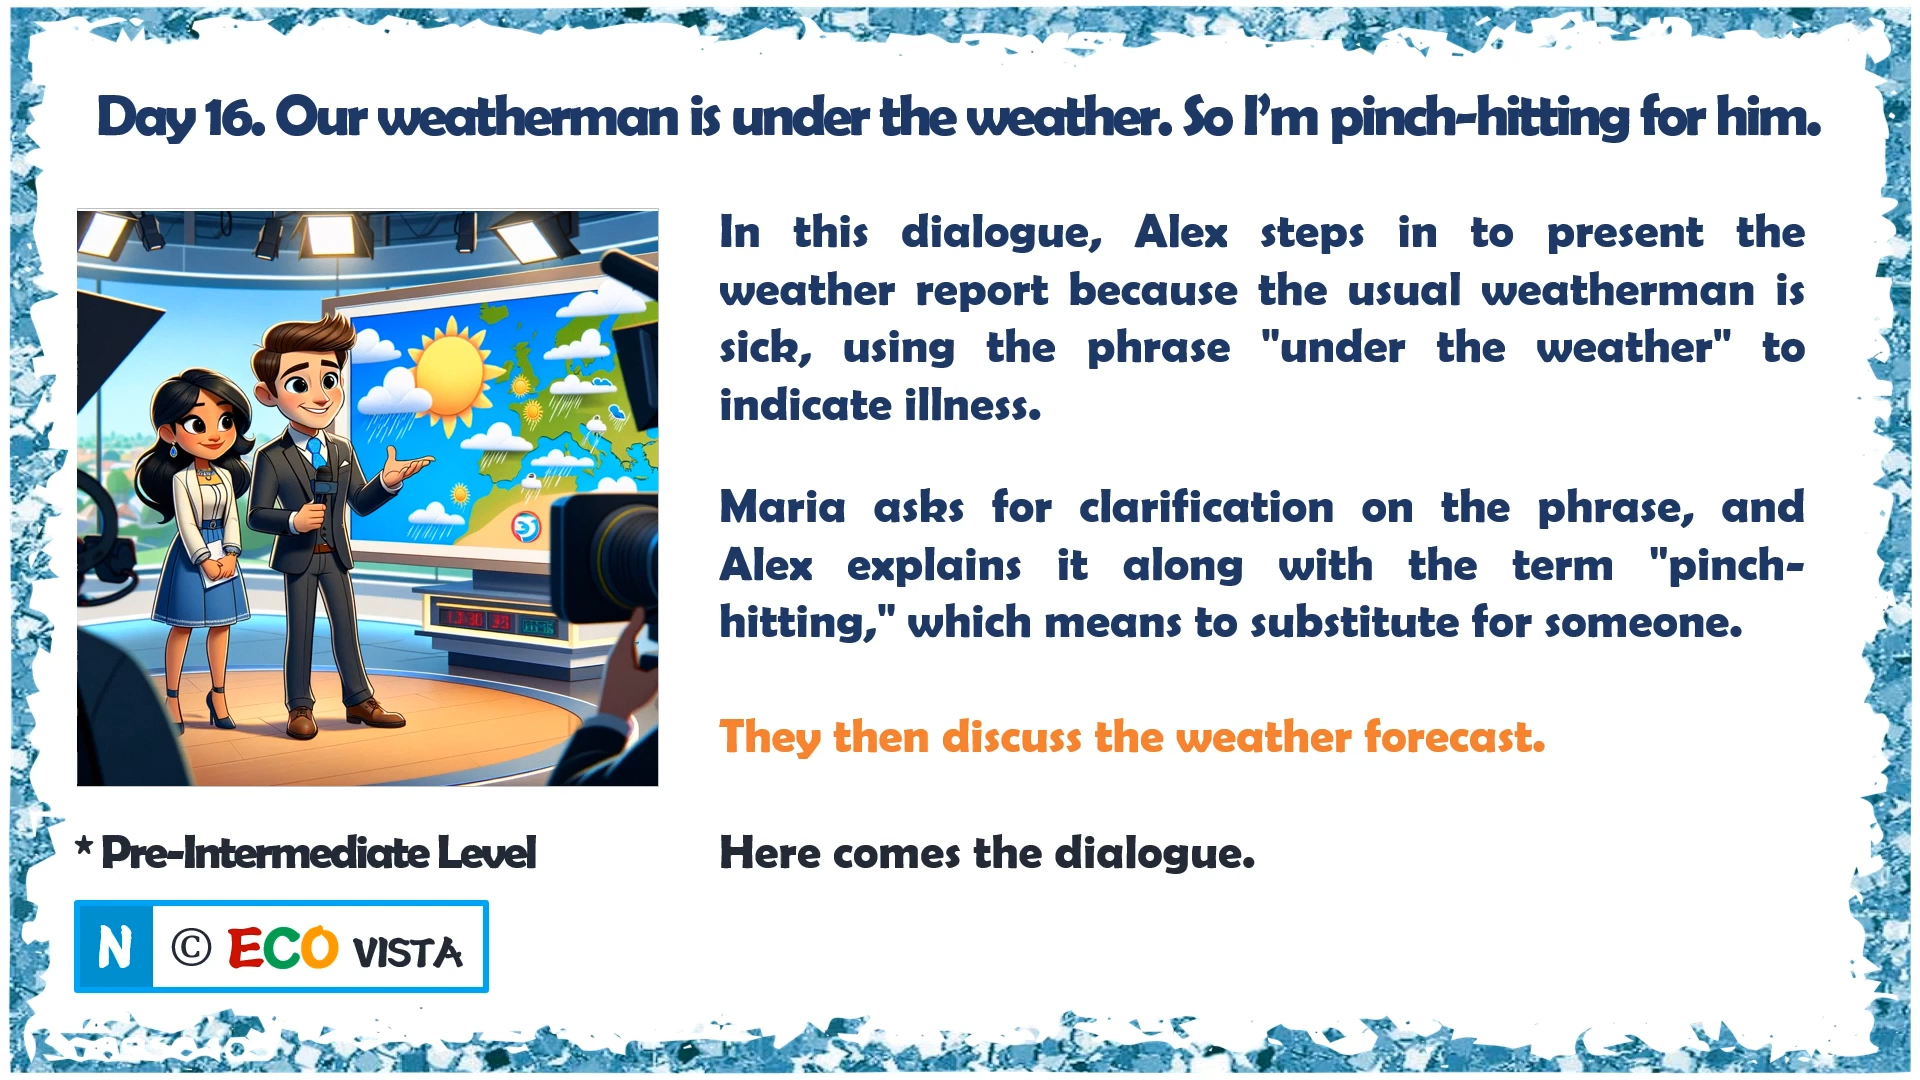 Day 16. Our weatherman is under the weather. So I'm pinch-hitting for him.
In this dialogue, Alex steps in to present the
weather report because the usual weatherman is
sick, using the phrase "under the weather" to
indicate illness.
Maria asks for clarification on the phrase, and
Alex explains it along with the term "pinch-
hitting," which means to substitute for someone.
They then discuss the weather forecast.
* Pre-Intermediate Level
Here comes the dialogue.
N © ECO VISTA